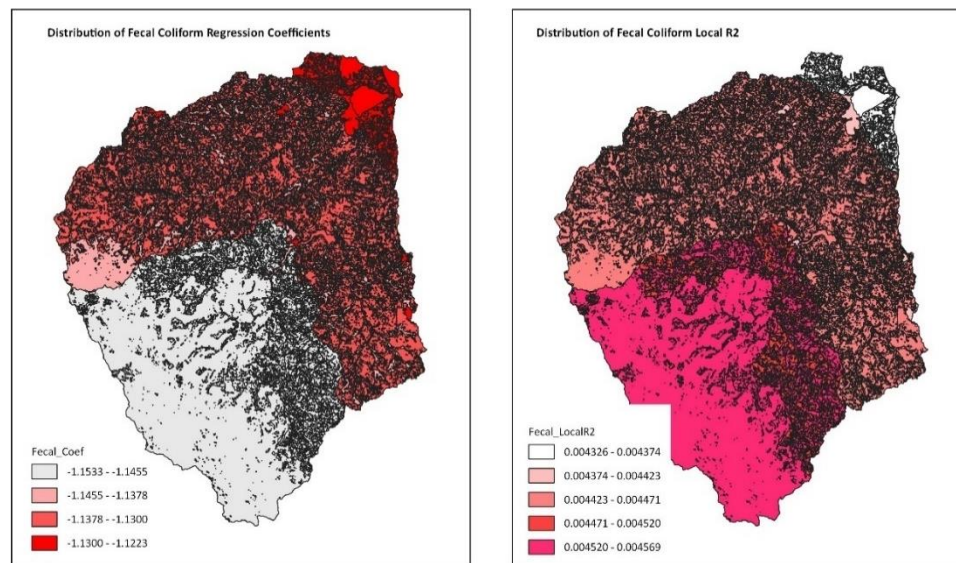 Distribution of Fecal Coliform Regression Coefficients
Fecal_Coef
-1.1533 - -1.1455
-1.1455 - -1.1378
-1.1378 - -1.1300
-1.1300 - -1.1223
Distribution of Fecal Coliform Local R2
Fecal_LocalR2
0.004326 - 0.004374
0.004374 - 0.004423
0.004423 - 0.004471
0.004471 - 0.004520
0.004520 - 0.004569